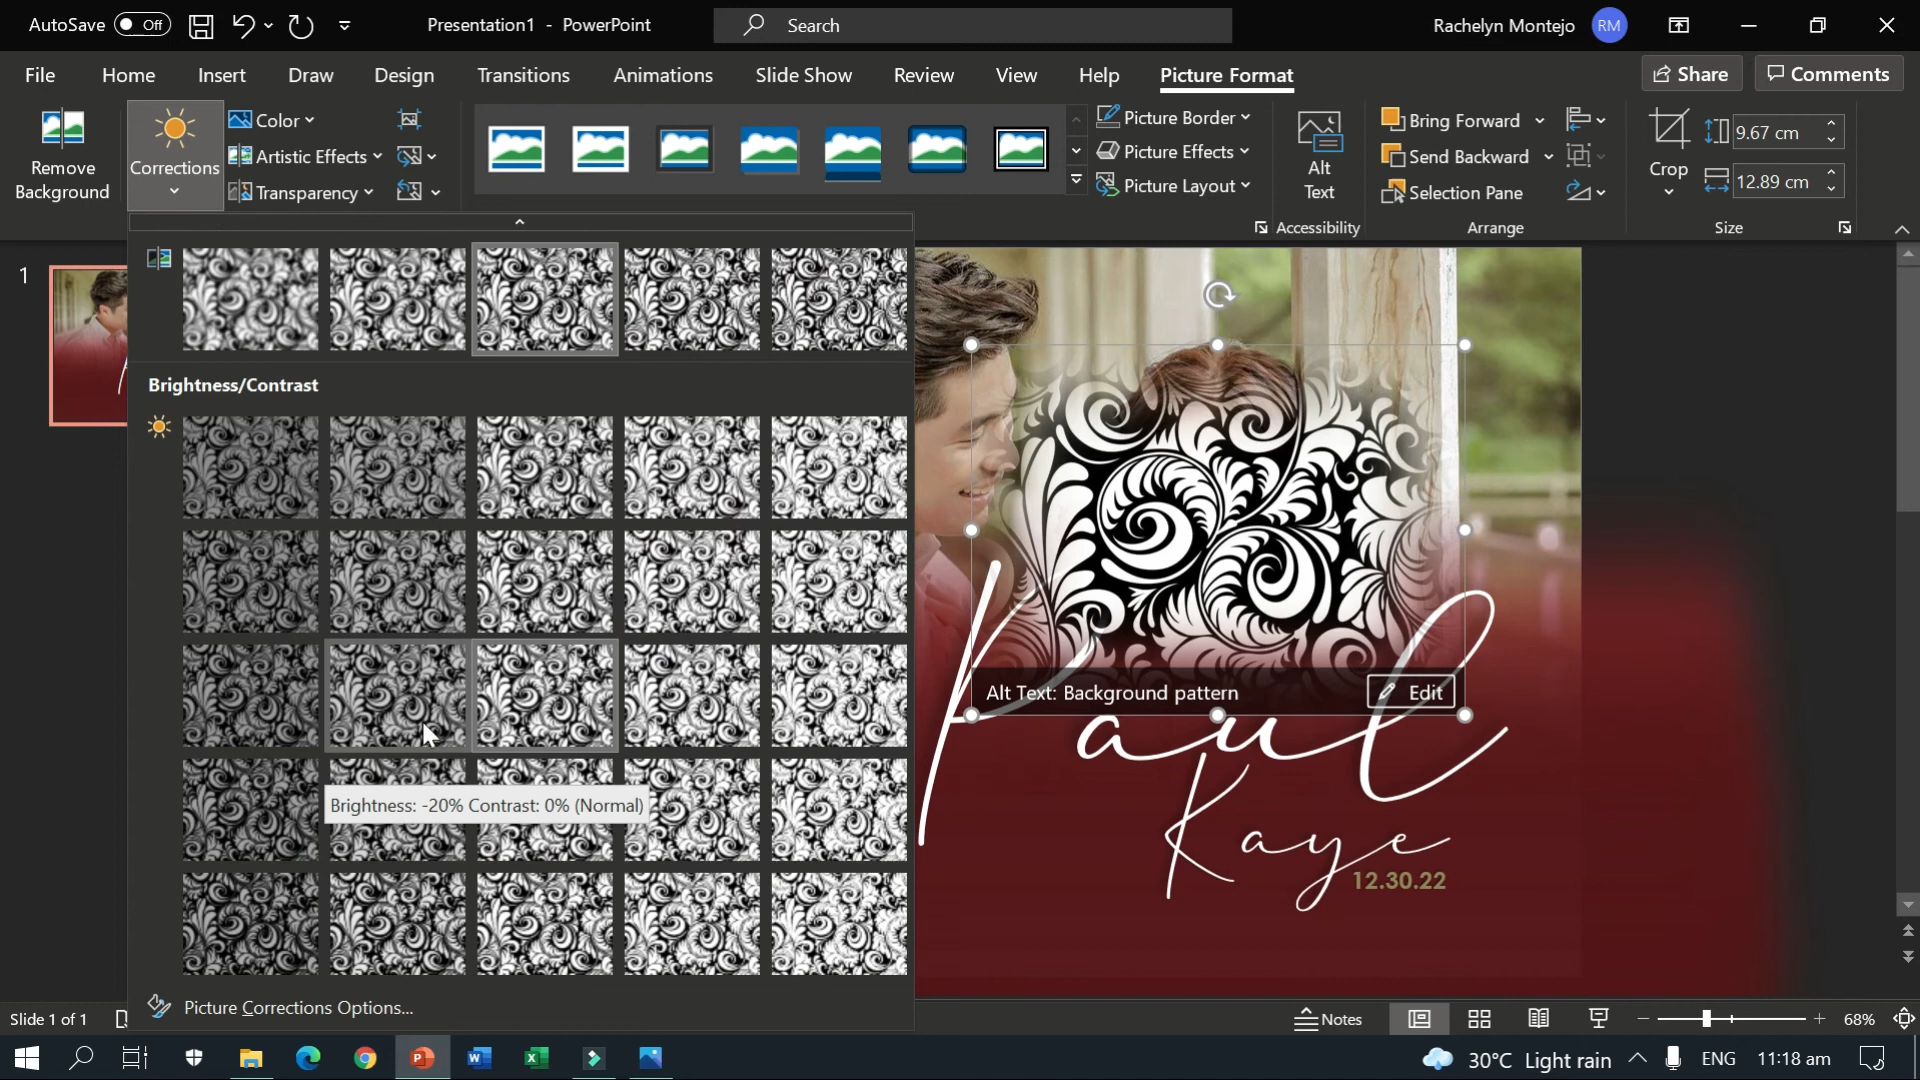 AutoSave Off
Presentation1 - PowerPoint
Search
Rachelyn Montejo RM
File Home Insert Draw Design Transitions Animations Slide Show Review View Help Picture Format
Share Comments
Remove Background
Corrections
Color
Artistic Effects
Transparency
Picture Border
Picture Effects
Picture Layout
Alt Text
Accessibility
Bring Forward
Send Backward
Selection Pane
Arrange
Crop
9.67 cm
12.89 cm
Size
1
Brightness/Contrast
Brightness: -20% Contrast: 0% (Normal)
Picture Corrections Options...
Alt Text: Background pattern
Edit
Paul
Kaye
12.30.22
Slide 1 of 1
Notes
68%
30°C Light rain
ENG
11:18 am